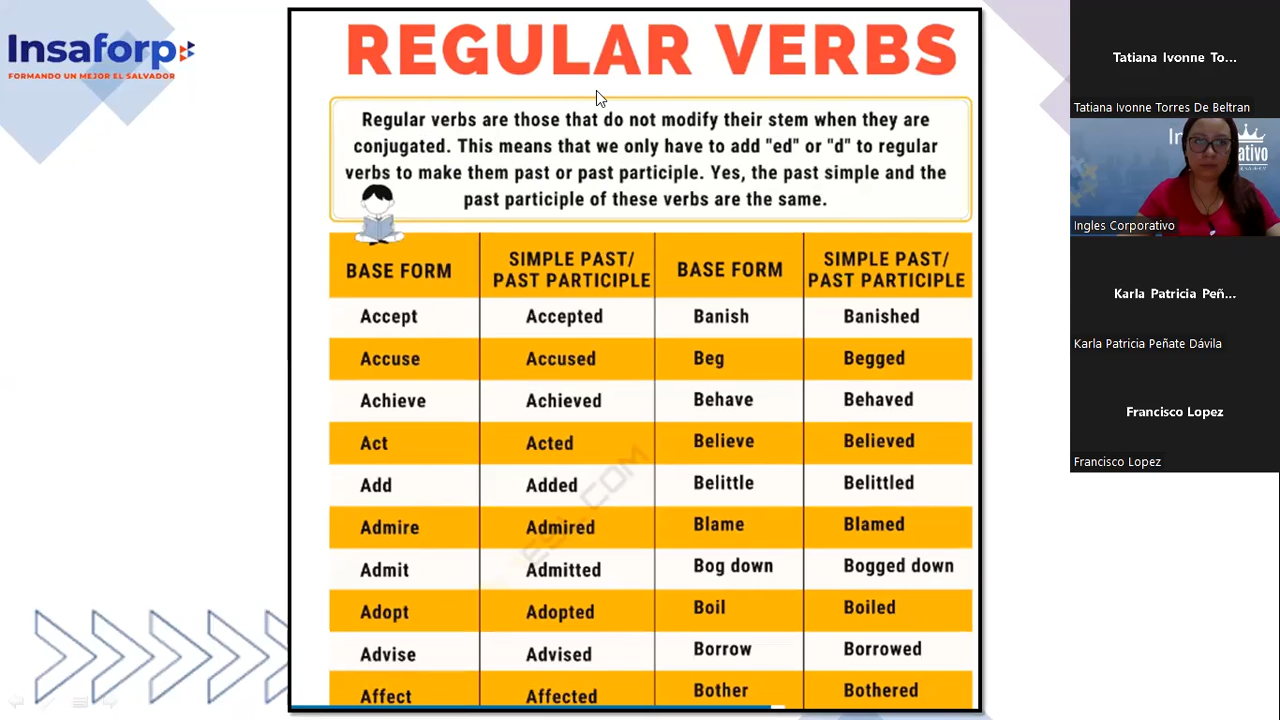 Insaforp
FORMANDO UN MEJOR EL SALVADOR
REGULAR VERBS
Regular verbs are those that do not modify their stem when they are
conjugated. This means that we only have to add "ed" or "d" to regular
verbs to make them past or past participle. Yes, the past simple and the
past participle of these verbs are the same.
BASE FORM SIMPLE PAST/ PAST PARTICIPLE BASE FORM SIMPLE PAST/ PAST PARTICIPLE
Accept Accepted Banish Banished
Accuse Accused Beg Begged
Achieve Achieved Behave Behaved
Act Acted Believe Believed
Add Added Belittle Belittled
Admire Admired Blame Blamed
Admit Admitted Bog down Bogged down
Adopt Adopted Boil Boiled
Advise Advised Borrow Borrowed
Affect Affected Bother Bothered
Tatiana Ivonne To...
Tatiana Ivonne Torres De Beltran
Ingles Corporativo
Karla Patricia Peñ...
Karla Patricia Peñate Dávila
Francisco Lopez
Francisco Lopez